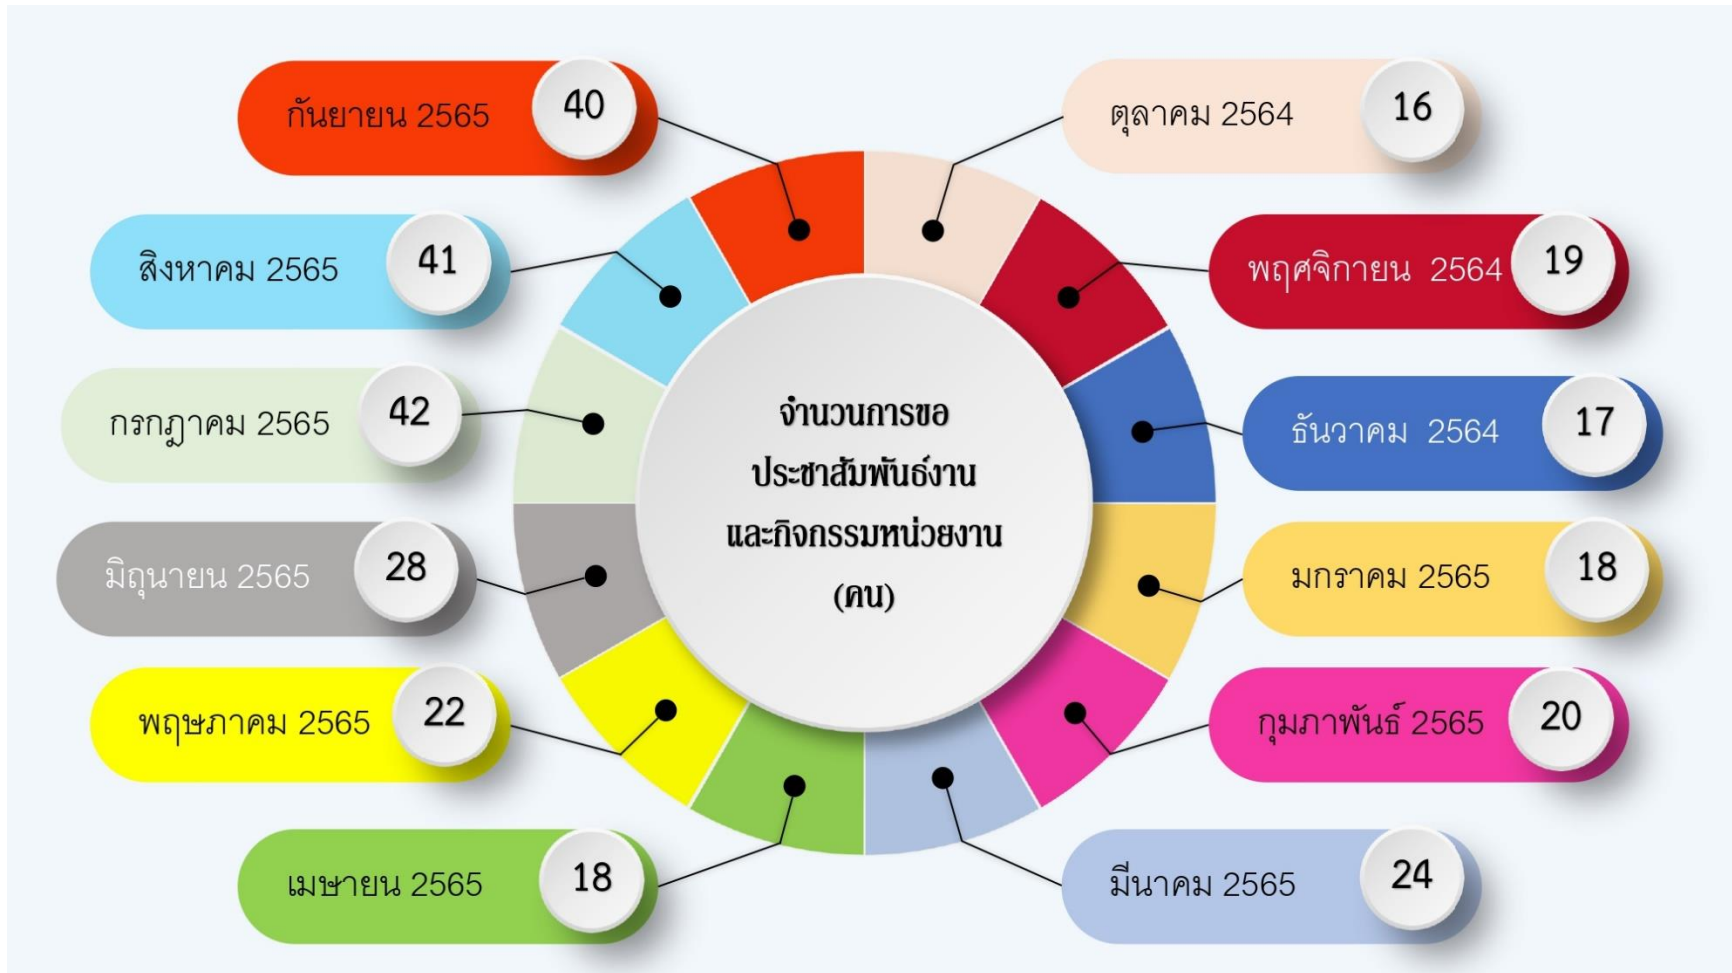 กันยายน 2565 40
ตุลาคม 2564 16
สิงหาคม 2565 41
พฤศจิกายน 2564 19
กรกฎาคม 2565 42
ธันวาคม 2564 17
จำนวนการขอ
ประชาสัมพันธ์งาน
และกิจกรรมหน่วยงาน
(คน)
มิถุนายน 2565 28
มกราคม 2565 18
พฤษภาคม 2565 22
กุมภาพันธ์ 2565 20
เมษายน 2565 18
มีนาคม 2565 24